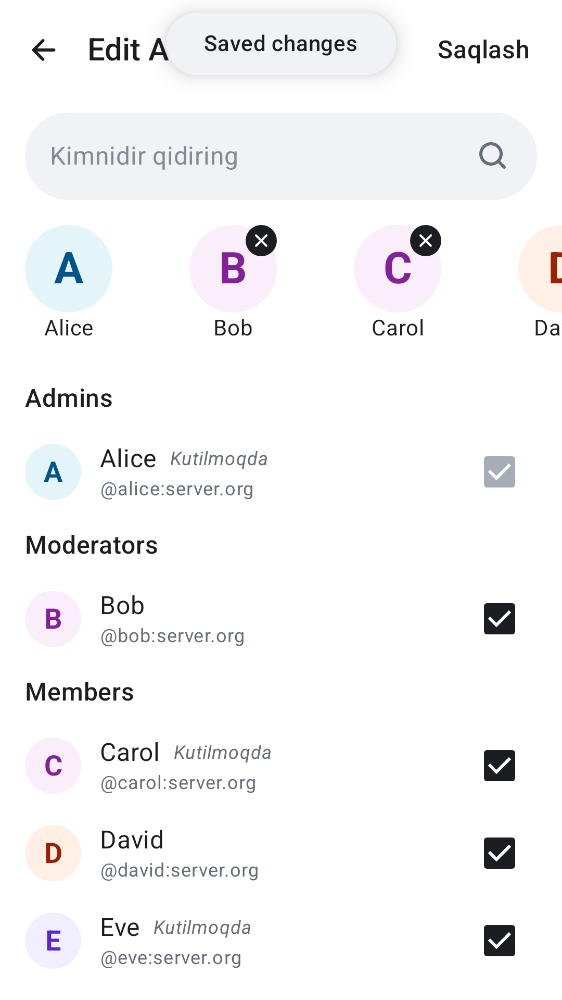 Edit A
Saved changes
Saqlash
Kimnidir qidiring
A
B
C
D
Alice
Bob
Carol
Da
Admins
A
Alice Kutilmoqda
@alice:server.org
Moderators
B
Bob
@bob:server.org
Members
C
Carol Kutilmoqda
@carol:server.org
D
David
@david:server.org
E
Eve Kutilmoqda
@eve:server.org